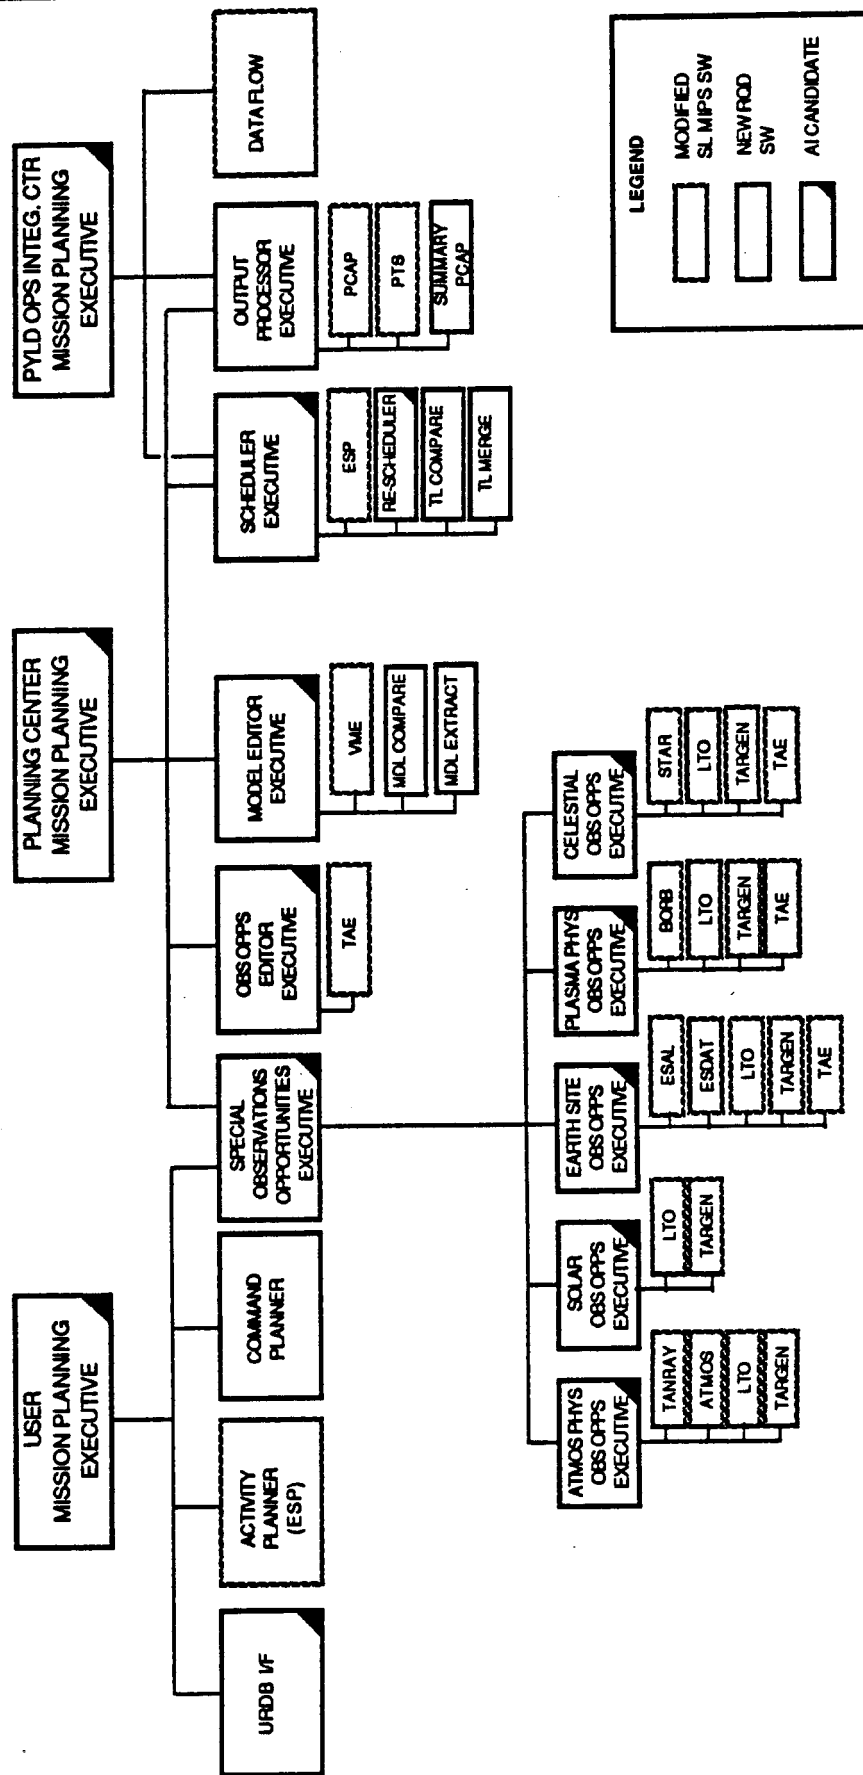 USER
MISSION PLANNING
EXECUTIVE
PLANNING CENTER
MISSION PLANNING
EXECUTIVE
PYLD OPS INTEG. CTR
MISSION PLANNING
EXECUTIVE
URDB I/F
ACTIVITY
PLANNER
(ESP)
COMMAND
PLANNER
SPECIAL
OBSERVATIONS
OPPORTUNITIES
EXECUTIVE
OBS OPPS
EDITOR
EXECUTIVE
TAE
MODEL EDITOR
EXECUTIVE
VME
MDL COMPARE
MDL EXTRACT
SCHEDULER
EXECUTIVE
ESP
RE-SCHEDULER
TL COMPARE
TL MERGE
OUTPUT
PROCESSOR
EXECUTIVE
PCAP
PTS
SUMMARY
PCAP
DATA FLOW
ATMOS PHYS
OBS OPPS
EXECUTIVE
TANRAY
ATMOS
LTO
TARGEN
SOLAR
OBS OPPS
EXECUTIVE
LTO
TARGEN
EARTH SITE
OBS OPPS
EXECUTIVE
ESAL
ESDAT
LTO
TARGEN
TAE
PLASMA PHYS
OBS OPPS
EXECUTIVE
BORB
LTO
TARGEN
TAE
CELESTIAL
OBS OPPS
EXECUTIVE
STAR
LTO
TARGEN
TAE
LEGEND
MODIFIED
SL MIPS SW
NEW RQD
SW
AI CANDIDATE